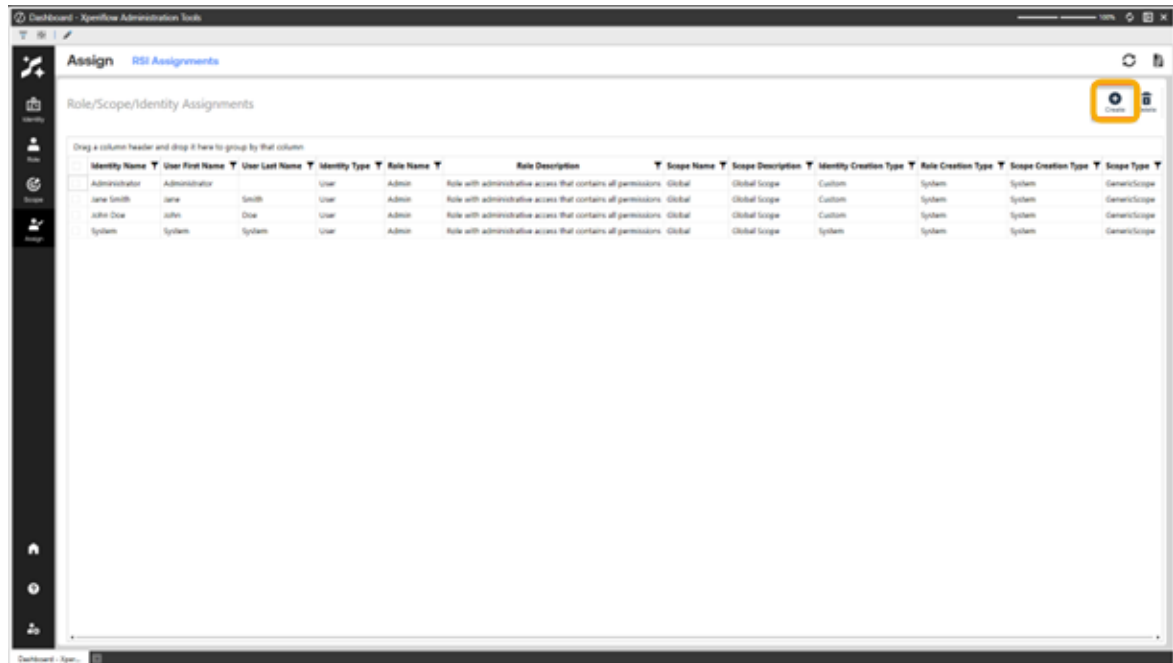 Dashboard - Xperiflow Administration Tools
100%
Assign RSI Assignments
Identity
Role/Scope/Identity Assignments
Create Delete
Role
Drag a column header and drop it here to group by that column
Identity Name User First Name User Last Name Identity Type Role Name Role Description Scope Name Scope Description Identity Creation Type Role Creation Type Scope Creation Type Scope Type
Administrator Administrator User Admin Role with administrative access that contains all permissions Global Global Scope Custom System System GenericScope
Scope
Jane Smith Jane Smith User Admin Role with administrative access that contains all permissions Global Global Scope Custom System System GenericScope
John Doe John Doe User Admin Role with administrative access that contains all permissions Global Global Scope Custom System System GenericScope
System System System User Admin Role with administrative access that contains all permissions Global Global Scope System System System GenericScope
Assign
Dashboard - Xper...